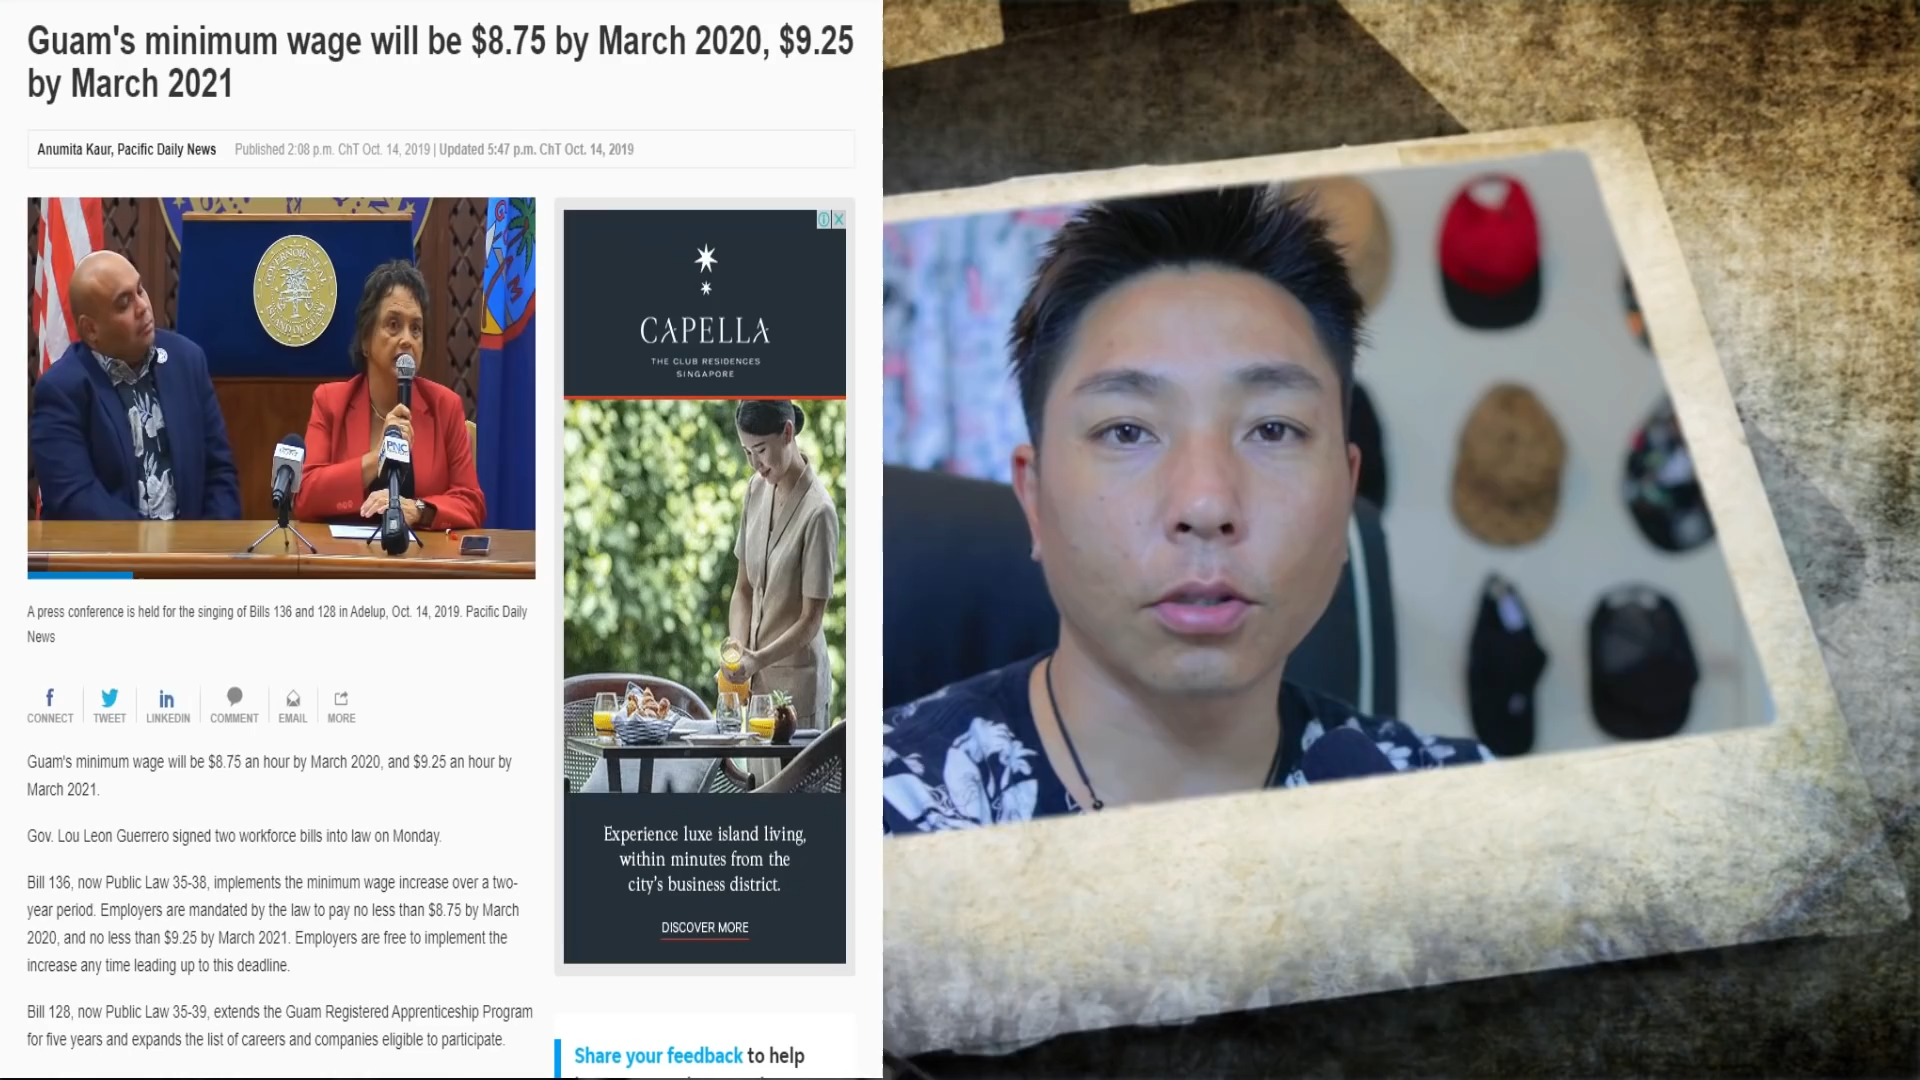 Guam's minimum wage will be $8.75 by March 2020, $9.25
by March 2021
Anumita Kaur, Pacific Daily News Published 2:08 p.m. ChT Oct. 14, 2019 | Updated 5:47 p.m. ChT Oct. 14, 2019
GOVERNORS SEAL
ISLAND OF GUAM
PNC
A press conference is held for the singing of Bills 136 and 128 in Adelup, Oct. 14, 2019. Pacific Daily
News
CONNECT TWEET LINKEDIN COMMENT EMAIL MORE
Guam's minimum wage will be $8.75 an hour by March 2020, and $9.25 an hour by
March 2021.
Gov. Lou Leon Guerrero signed two workforce bills into law on Monday.
Bill 136, now Public Law 35-38, implements the minimum wage increase over a two-
year period. Employers are mandated by the law to pay no less than $8.75 by March
2020, and no less than $9.25 by March 2021. Employers are free to implement the
increase any time leading up to this deadline.
Bill 128, now Public Law 35-39, extends the Guam Registered Apprenticeship Program
for five years and expands the list of careers and companies eligible to participate.
CAPELLA
THE CLUB RESIDENCES
SINGAPORE
Experience luxe island living,
within minutes from the
city's business district.
DISCOVER MORE
Share your feedback to help